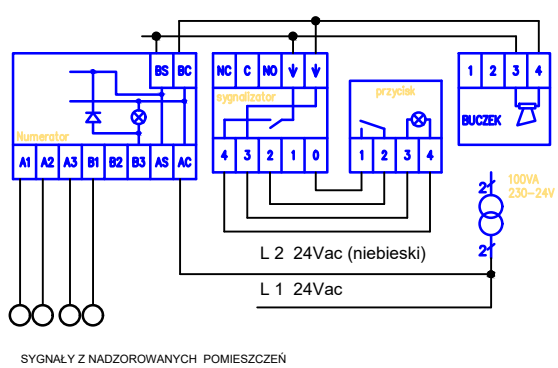 BS BC
NC C NO
1 2 3 4
sygnalizator
przycisk
BUCZEK
Numerator
A1 A2 A3 B1 B2 B3 AS AC
4 3 2 1 0
1 2 3 4
100VA
230-24V
2
2
L 2 24Vac (niebieski)
L 1 24Vac
SYGNAŁY Z NADZOROWANYCH POMIESZCZEŃ